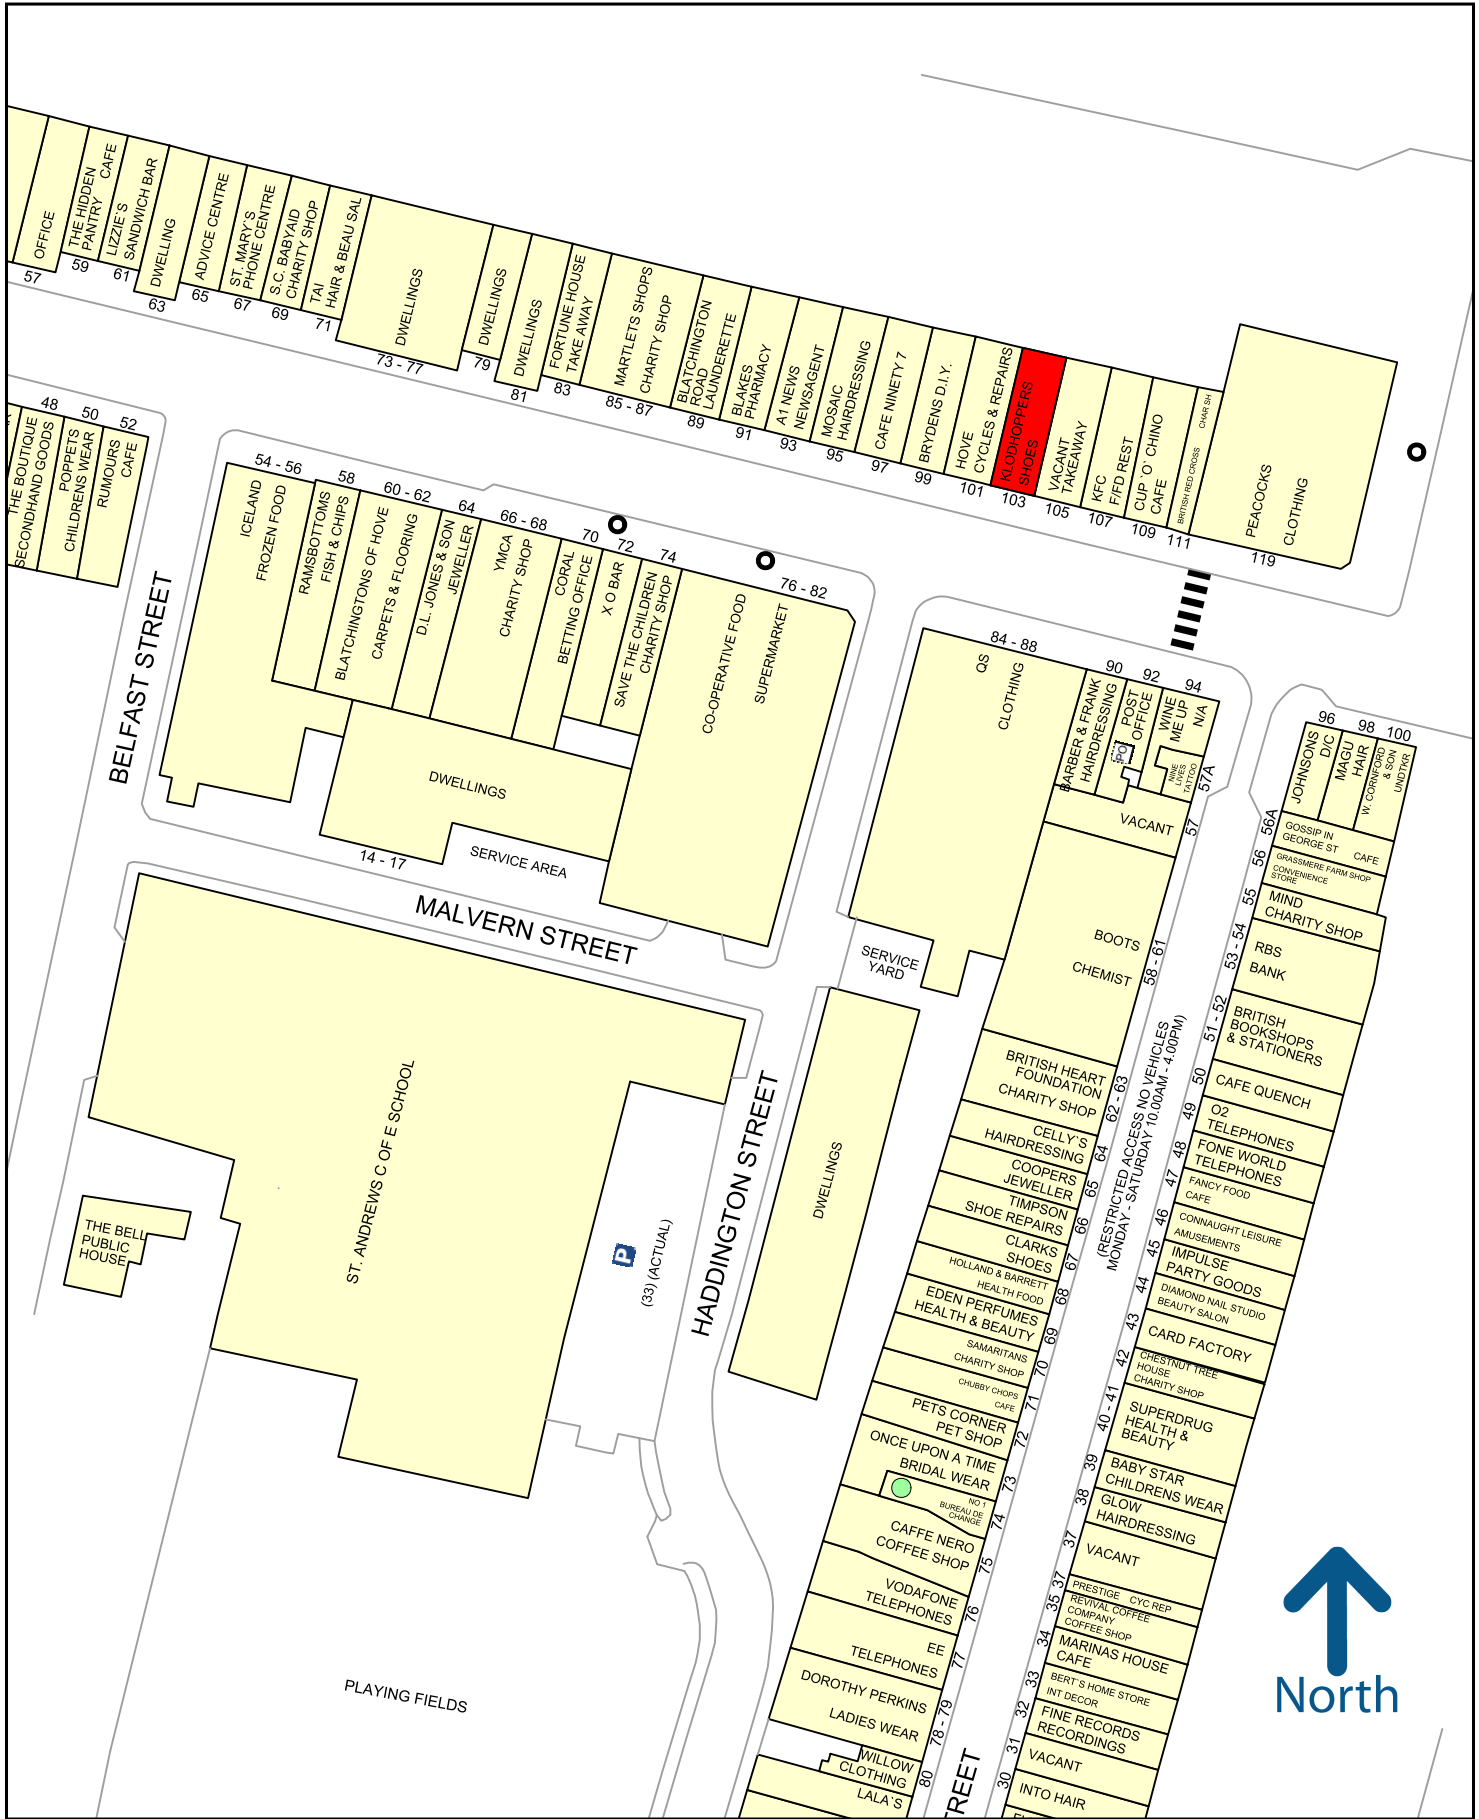 OFFICE
57
THE HIDDEN
PANTRY CAFE
59
LIZZIE`S
SANDWICH BAR
61
DWELLING
63
ADVICE CENTRE
65
ST. MARY`S
PHONE CENTRE
67
S.C. BABYAID
CHARITY SHOP
69
TAI
HAIR & BEAU SAL
71
DWELLINGS
73 - 77
DWELLINGS
79
DWELLINGS
81
FORTUNE HOUSE
TAKE AWAY
83
MARTLETS SHOPS
CHARITY SHOP
85 - 87
BLATCHINGTON
ROAD
LAUNDERETTE
89
BLAKES
PHARMACY
91
A1 NEWS
NEWSAGENT
93
MOSAIC
HAIRDRESSING
95
CAFE NINETY 7
97
BRYDENS D.I.Y.
99
HOVE
CYCLES & REPAIRS
101
KLODHOPPERS
SHOES
103
VACANT
TAKEAWAY
105
KFC
F/FD REST
107
CUP `O` CHINO
CAFE
109
BRITISH RED CROSS CHAR SH
111
PEACOCKS
CLOTHING
119
48
THE BOUTIQUE
SECONDHAND GOODS
50
POPPETS
CHILDRENS WEAR
52
RUMOURS
CAFE
BELFAST STREET
54 - 56
ICELAND
FROZEN FOOD
58
RAMSBOTTOMS
FISH & CHIPS
60 - 62
BLATCHINGTONS OF HOVE
CARPETS & FLOORING
64
D.L. JONES & SON
JEWELLER
66 - 68
YMCA
CHARITY SHOP
70
CORAL
BETTING OFFICE
72
X O BAR
74
SAVE THE CHILDREN
CHARITY SHOP
76 - 82
CO-OPERATIVE FOOD
SUPERMARKET
DWELLINGS
14 - 17
SERVICE AREA
MALVERN STREET
84 - 88
QS
CLOTHING
90
BARBER & FRANK
HAIRDRESSING
92
POST
OFFICE
PO
94
WINE
ME UP
N/A
NINE
LIVES
TATTOO
57A
VACANT
57
BOOTS
CHEMIST
58 - 61
SERVICE
YARD
96
JOHNSONS
D/C
98
MAGU
HAIR
100
W. CORNFORD
& SON
UNDTKR
56A
GOSSIP IN
GEORGE ST CAFE
56
GRASSMERE FARM SHOP
CONVENIENCE
STORE
55
MIND
CHARITY SHOP
53 - 54
RBS
BANK
51 - 52
BRITISH
BOOKSHOPS
& STATIONERS
50
CAFE QUENCH
49
O2
TELEPHONES
48
FONE WORLD
TELEPHONES
47
FANCY FOOD
CAFE
46
CONNAUGHT LEISURE
AMUSEMENTS
45
IMPULSE
PARTY GOODS
44
DIAMOND NAIL STUDIO
BEAUTY SALON
43
CARD FACTORY
42
CHESTNUT TREE
HOUSE
CHARITY SHOP
40 - 41
SUPERDRUG
HEALTH &
BEAUTY
39
BABY STAR
CHILDRENS WEAR
38
GLOW
HAIRDRESSING
37
VACANT
37
PRESTIGE CYC REP
35
REVIVAL COFFEE
COMPANY
COFFEE SHOP
34
MARINAS HOUSE
CAFE
33
BERT`S HOME STORE
INT DECOR
32
FINE RECORDS
RECORDINGS
31
VACANT
30
INTO HAIR
(RESTRICTED ACCESS NO VEHICLES
MONDAY - SATURDAY 10.00AM - 4.00PM)
BRITISH HEART
FOUNDATION
CHARITY SHOP
62 - 63
CELLY`S
HAIRDRESSING
64
COOPERS
JEWELLER
65
TIMPSON
SHOE REPAIRS
66
CLARKS
SHOES
67
HOLLAND & BARRETT
HEALTH FOOD
68
EDEN PERFUMES
HEALTH & BEAUTY
69
SAMARITANS
CHARITY SHOP
70
CHUBBY CHOPS
CAFE
71
PETS CORNER
PET SHOP
72
ONCE UPON A TIME
BRIDAL WEAR
73
NO 1
BUREAU DE
CHANGE
74
CAFFE NERO
COFFEE SHOP
75
VODAFONE
TELEPHONES
76
EE
TELEPHONES
77
DOROTHY PERKINS
LADIES WEAR
78 - 79
WILLOW
CLOTHING
80
LALA`S
REET
ST. ANDREWS C OF E SCHOOL
THE BELL
PUBLIC
HOUSE
P
(33) (ACTUAL)
HADDINGTON STREET
DWELLINGS
PLAYING FIELDS
North